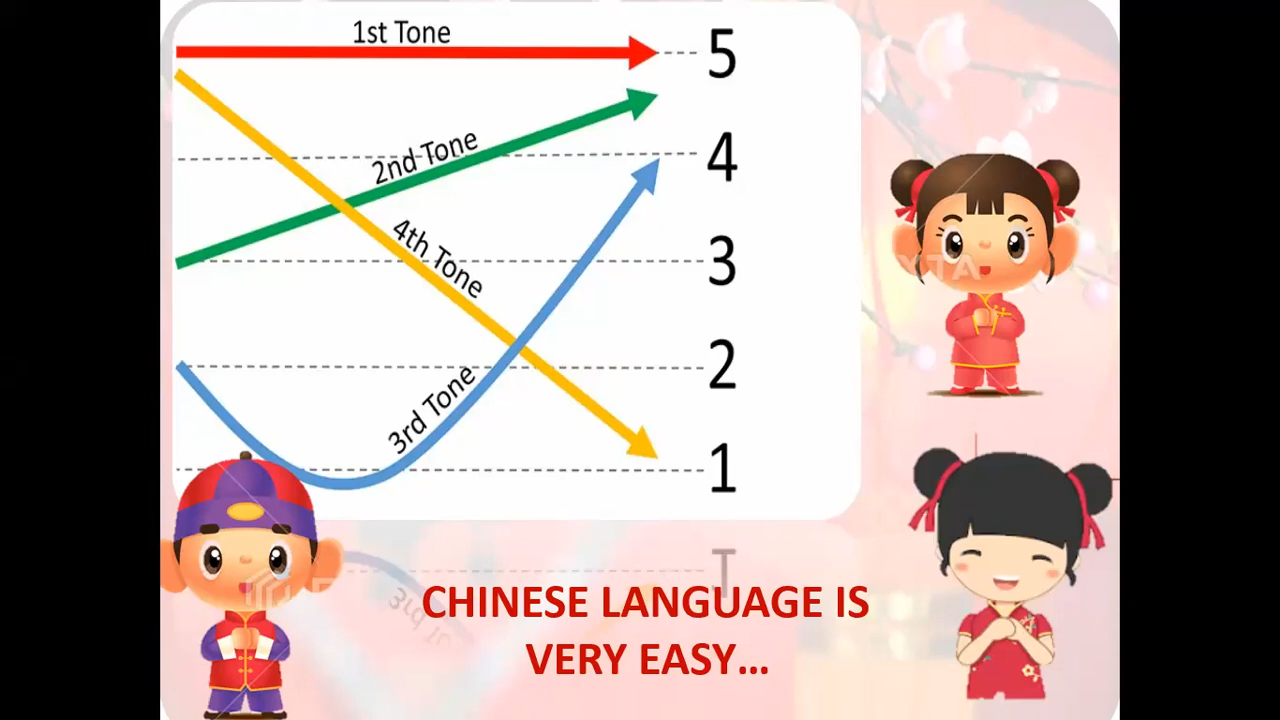 1st Tone
5
2nd Tone
4
4th Tone
3
2
3rd Tone
1
CHINESE LANGUAGE IS
VERY EASY...